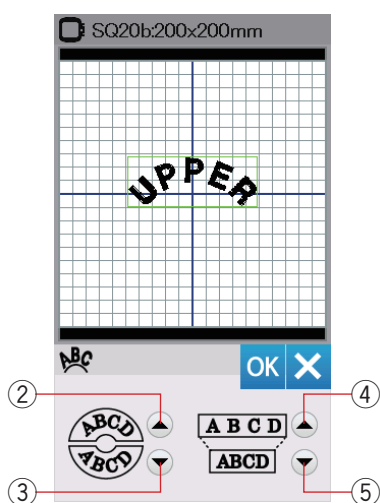 SQ20b:200x200mm
UPPER
ABC
OK
② ④
ABCD A B C D
ABCD ABCD
③ ⑤